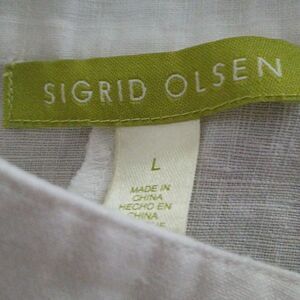 SIGRID OLSEN
L
MADE IN
CHINA
HECHO EN
CHINA